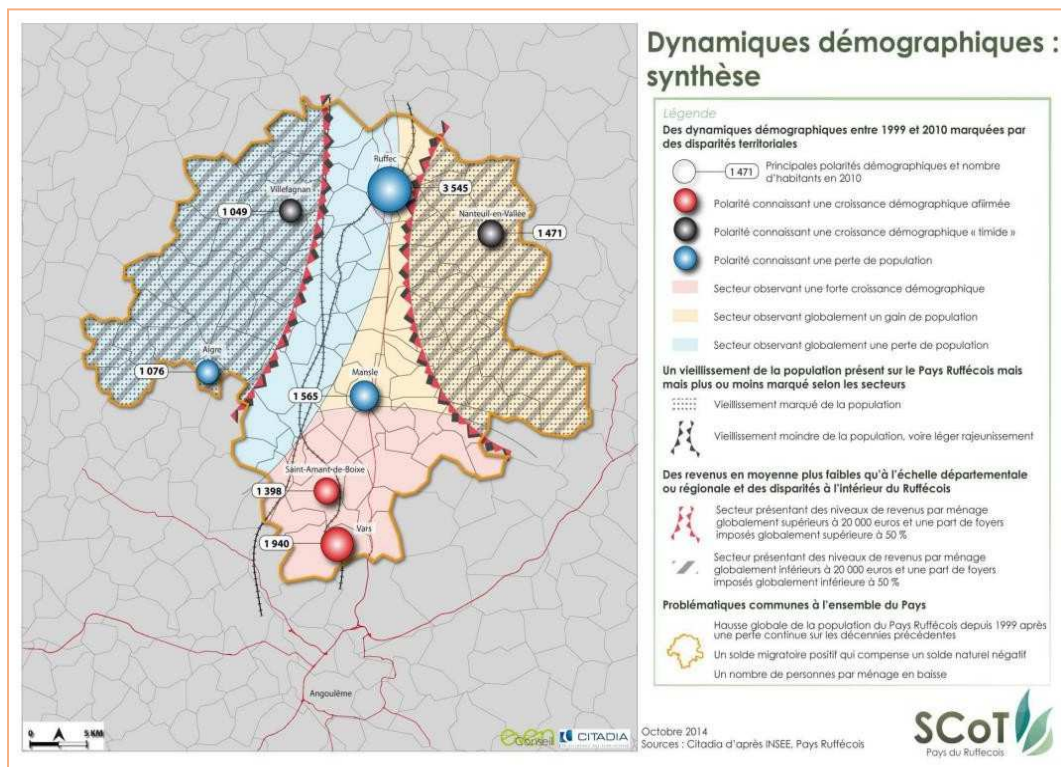 Dynamiques démographiques :
synthèse
Légende
Des dynamiques démographiques entre 1999 et 2010 marquées par
des disparités territoriales
1 471
Principales polarités démographiques et nombre
d'habitants en 2010
Polarité connaissant une croissance démographique affirmée
Polarité connaissant une croissance démographique « timide »
Polarité connaissant une perte de population
Secteur observant une forte croissance démographique
Secteur observant globalement un gain de population
Secteur observant globalement une perte de population
Un vieillissement de la population présent sur le Pays Ruffécois mais
mais plus ou moins marqué selon les secteurs
Vieillissement marqué de la population
Vieillissement moindre de la population, voire léger rajeunissement
Des revenus en moyenne plus faibles qu'à l'échelle départementale
ou régionale et des disparités à l'intérieur du Ruffécois
Secteur présentant des niveaux de revenus par ménage
globalement supérieurs à 20 000 euros et une part de foyers
imposés globalement supérieure à 50 %
Secteur présentant des niveaux de revenus par ménage
globalement inférieurs à 20 000 euros et une part de foyers
imposés globalement inférieure à 50 %
Problématiques communes à l'ensemble du Pays
Hausse globale de la population du Pays Ruffécois depuis 1999 après
une perte continue sur les décennies précédentes
Un solde migratoire positif qui compense un solde naturel négatif
Un nombre de personnes par ménage en baisse
Ruffec
3 545
Villefagnan
1 049
Nanteuil-en-Vallée
1 471
Aigre
1 076
Mansle
1 565
Saint-Amant-de-Boixe
1 398
Vars
1 940
Angoulême
0 5 KM
even
Conseil
CITADIA
Octobre 2014
Sources : Citadia d'après INSEE, Pays Ruffécois
SCoT
Pays du Ruffecois